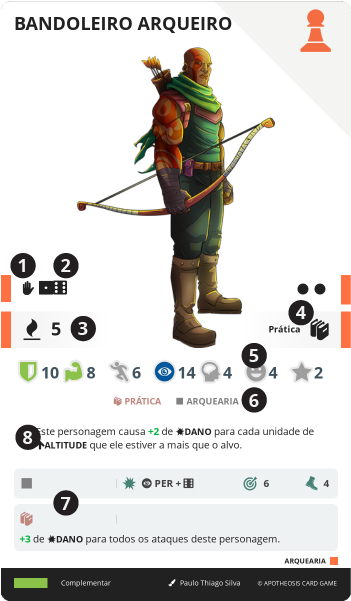 BANDOLEIRO ARQUEIRO
1 2
5 3
4
Prática
5
10 8 6 14 4 4 2
PRÁTICA ARQUEARIA 6
8
Este personagem causa +2 de DANO para cada unidade de
ALTITUDE que ele estiver a mais que o alvo.
PER + 6 4
7
+3 de DANO para todos os ataques deste personagem.
ARQUEARIA
Complementar Paulo Thiago Silva © APOTHEOSIS CARD GAME